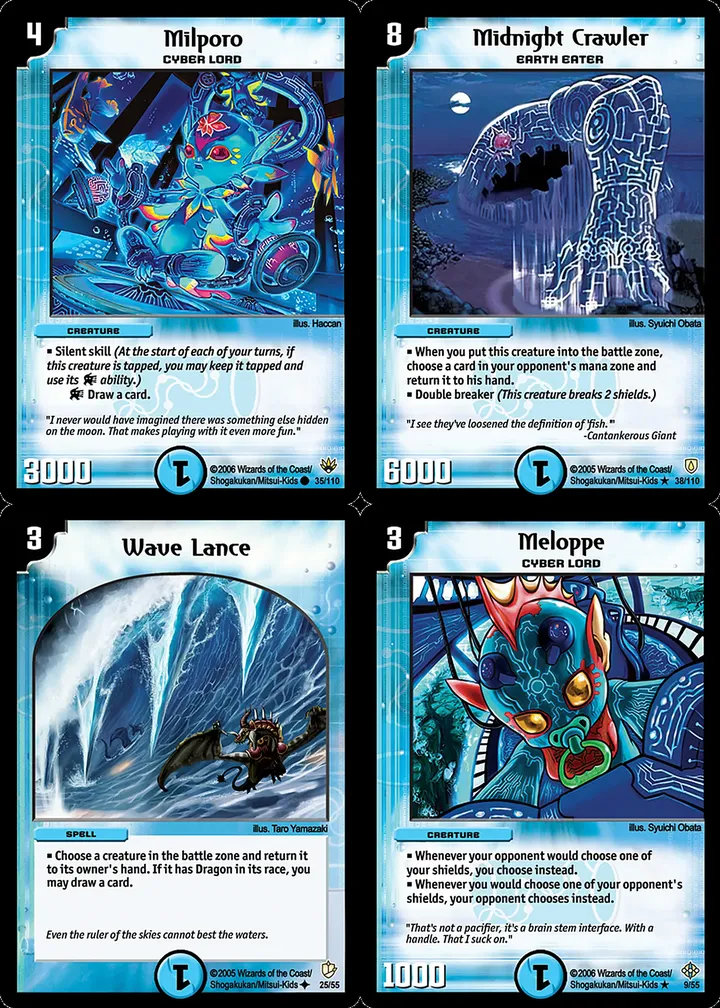 4
Milporo
CYBER LORD
illus. Haccan
CREATURE
▪ Silent skill (At the start of each of your turns, if
this creature is tapped, you may keep it tapped and
use its ability.)
Draw a card.
"I never would have imagined there was something else hidden
on the moon. That makes playing with it even more fun."
3000
1
©2006 Wizards of the Coast/
Shogakukan/Mitsui-Kids ● 35/110
8
Midnight Crawler
EARTH EATER
illus. Syuichi Obata
CREATURE
▪ When you put this creature into the battle zone,
choose a card in your opponent's mana zone and
return it to his hand.
▪ Double breaker (This creature breaks 2 shields.)
"I see they've loosened the definition of 'fish.'"
-Cantankerous Giant
6000
1
©2005 Wizards of the Coast/
Shogakukan/Mitsui-Kids ★ 38/110
3
Wave Lance
illus. Taro Yamazaki
SPELL
▪ Choose a creature in the battle zone and return it
to its owner's hand. If it has Dragon in its race, you
may draw a card.
Even the ruler of the skies cannot best the waters.
1
©2005 Wizards of the Coast/
Shogakukan/Mitsui-Kids ✦ 25/55
3
Meloppe
CYBER LORD
illus. Syuichi Obata
CREATURE
▪ Whenever your opponent would choose one of
your shields, you choose instead.
▪ Whenever you would choose one of your opponent's
shields, your opponent chooses instead.
"That's not a pacifier, it's a brain stem interface. With a
handle. That I suck on."
1000
1
©2006 Wizards of the Coast/
Shogakukan/Mitsui-Kids ★ 9/55